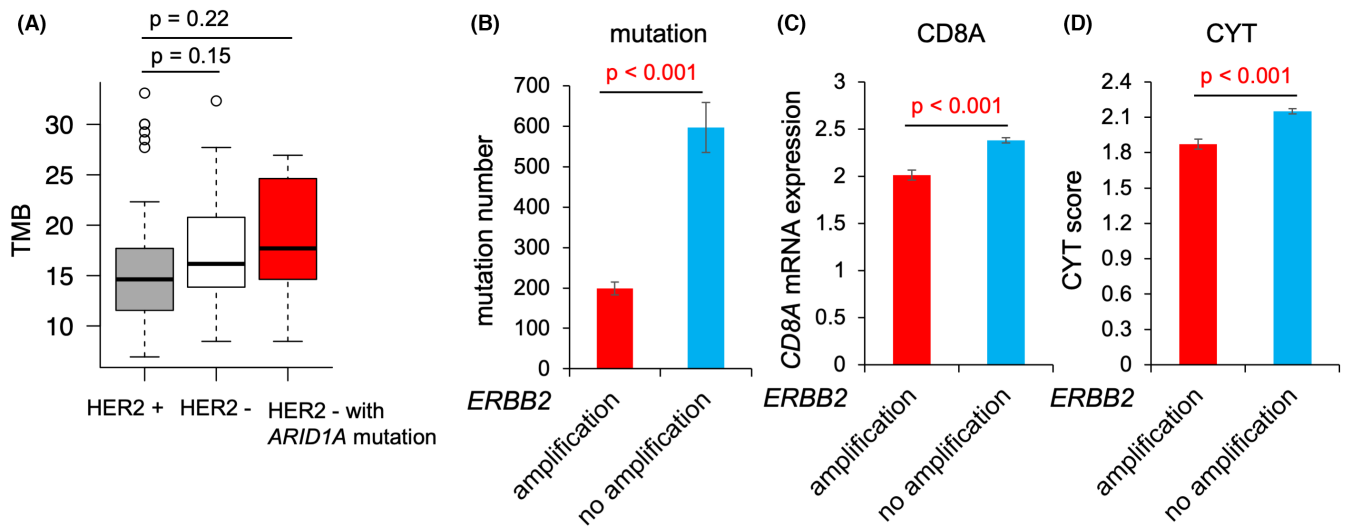 (A)
p = 0.22
p = 0.15
TMB
30
25
20
15
10
HER2 +
HER2 -
HER2 - with
ARID1A mutation
(B)
mutation
p < 0.001
mutation number
700
600
500
400
300
200
100
0
ERBB2
amplification
no amplification
(C)
CD8A
p < 0.001
CD8A mRNA expression
3
2.5
2
1.5
1
0.5
0
ERBB2
amplification
no amplification
(D)
CYT
p < 0.001
CYT score
2.4
2.1
1.8
1.5
1.2
0.9
0.6
0.3
0
ERBB2
amplification
no amplification